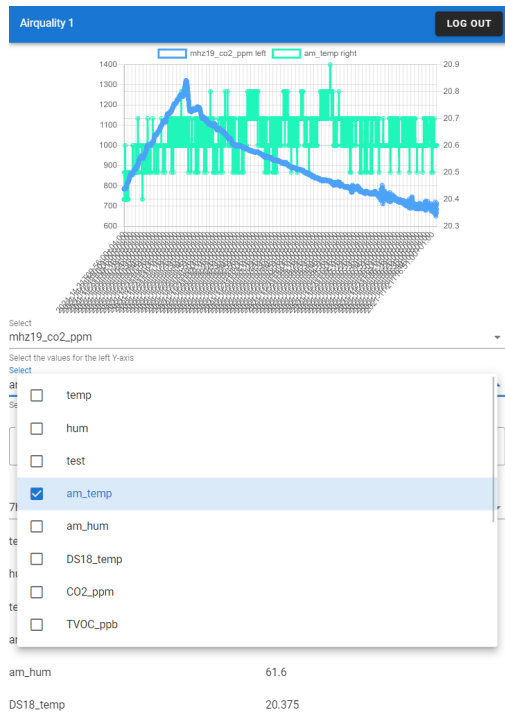 Airquality 1
LOG OUT
mhz19_co2_ppm left
am_temp right
1400
1300
1200
1100
1000
900
800
700
600
20.9
20.8
20.7
20.6
20.5
20.4
20.3
Select
mhz19_co2_ppm
Select the values for the left Y-axis
Select
temp
hum
test
am_temp
am_hum
DS18_temp
CO2_ppm
TVOC_ppb
am_hum
61.6
DS18_temp
20.375